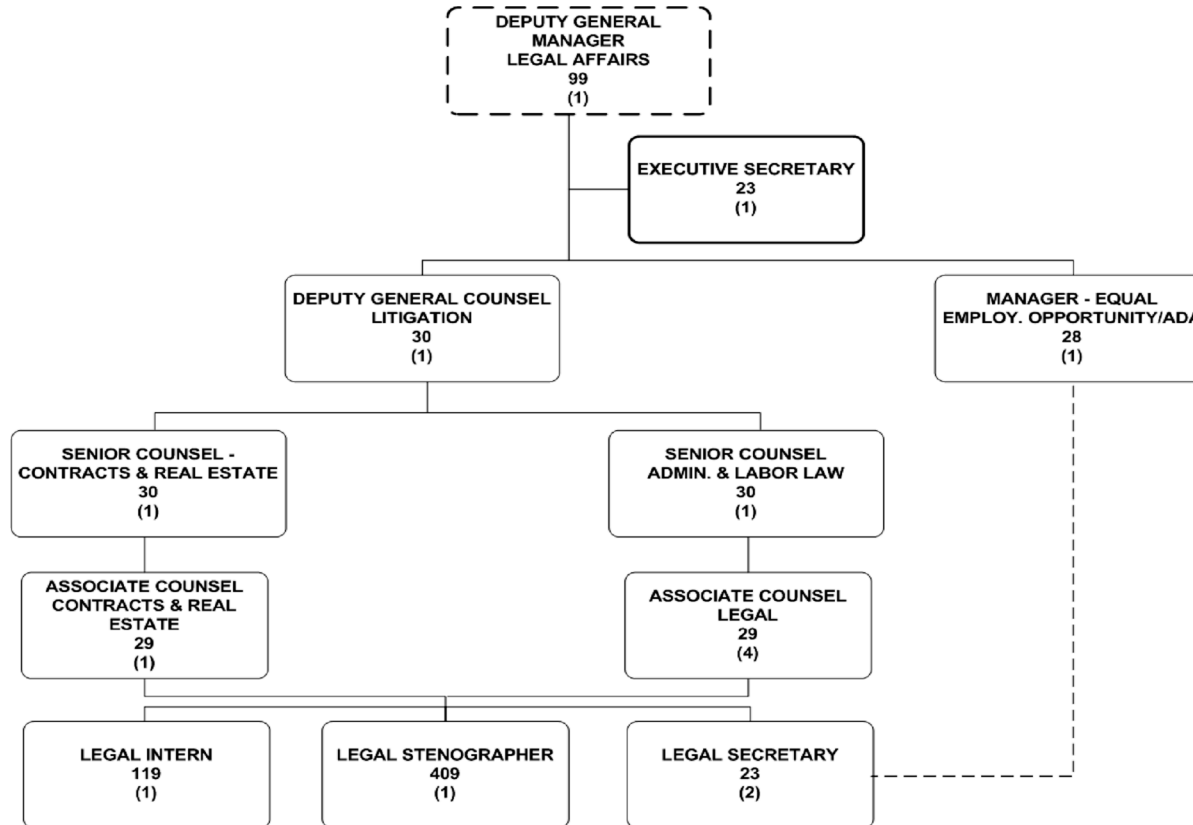 DEPUTY GENERAL
MANAGER
LEGAL AFFAIRS
99
(1)
EXECUTIVE SECRETARY
23
(1)
DEPUTY GENERAL COUNSEL
LITIGATION
30
(1)
MANAGER - EQUAL
EMPLOY. OPPORTUNITY/ADA
28
(1)
SENIOR COUNSEL -
CONTRACTS & REAL ESTATE
30
(1)
SENIOR COUNSEL
ADMIN. & LABOR LAW
30
(1)
ASSOCIATE COUNSEL
CONTRACTS & REAL
ESTATE
29
(1)
ASSOCIATE COUNSEL
LEGAL
29
(4)
LEGAL INTERN
119
(1)
LEGAL STENOGRAPHER
409
(1)
LEGAL SECRETARY
23
(2)